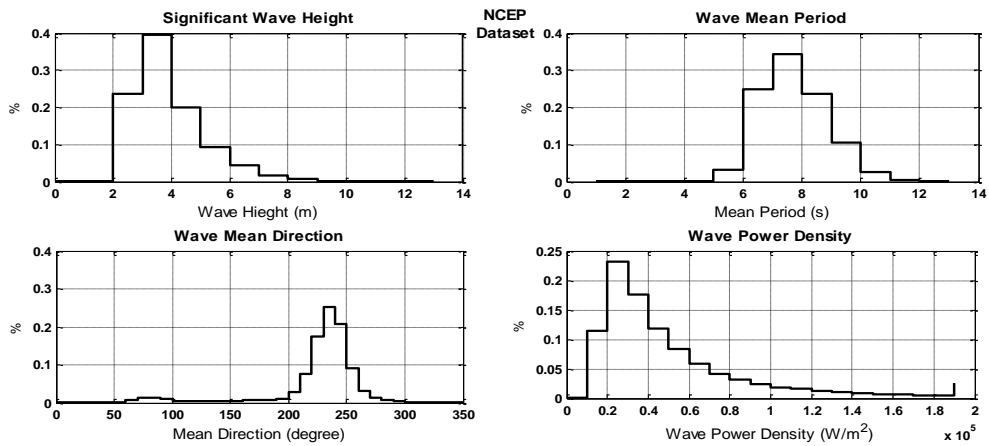 NCEP
Dataset
Significant Wave Height
0.4
0.3
0.2
0.1
0
%
0 2 4 6 8 10 12 14
Wave Hieght (m)
Wave Mean Period
0.4
0.3
0.2
0.1
0
%
0 2 4 6 8 10 12 14
Mean Period (s)
Wave Mean Direction
0.4
0.3
0.2
0.1
0
%
0 50 100 150 200 250 300 350
Mean Direction (degree)
Wave Power Density
0.25
0.2
0.15
0.1
0.05
0
%
0 0.2 0.4 0.6 0.8 1 1.2 1.4 1.6 1.8 2
x 10⁵
Wave Power Density (W/m²)